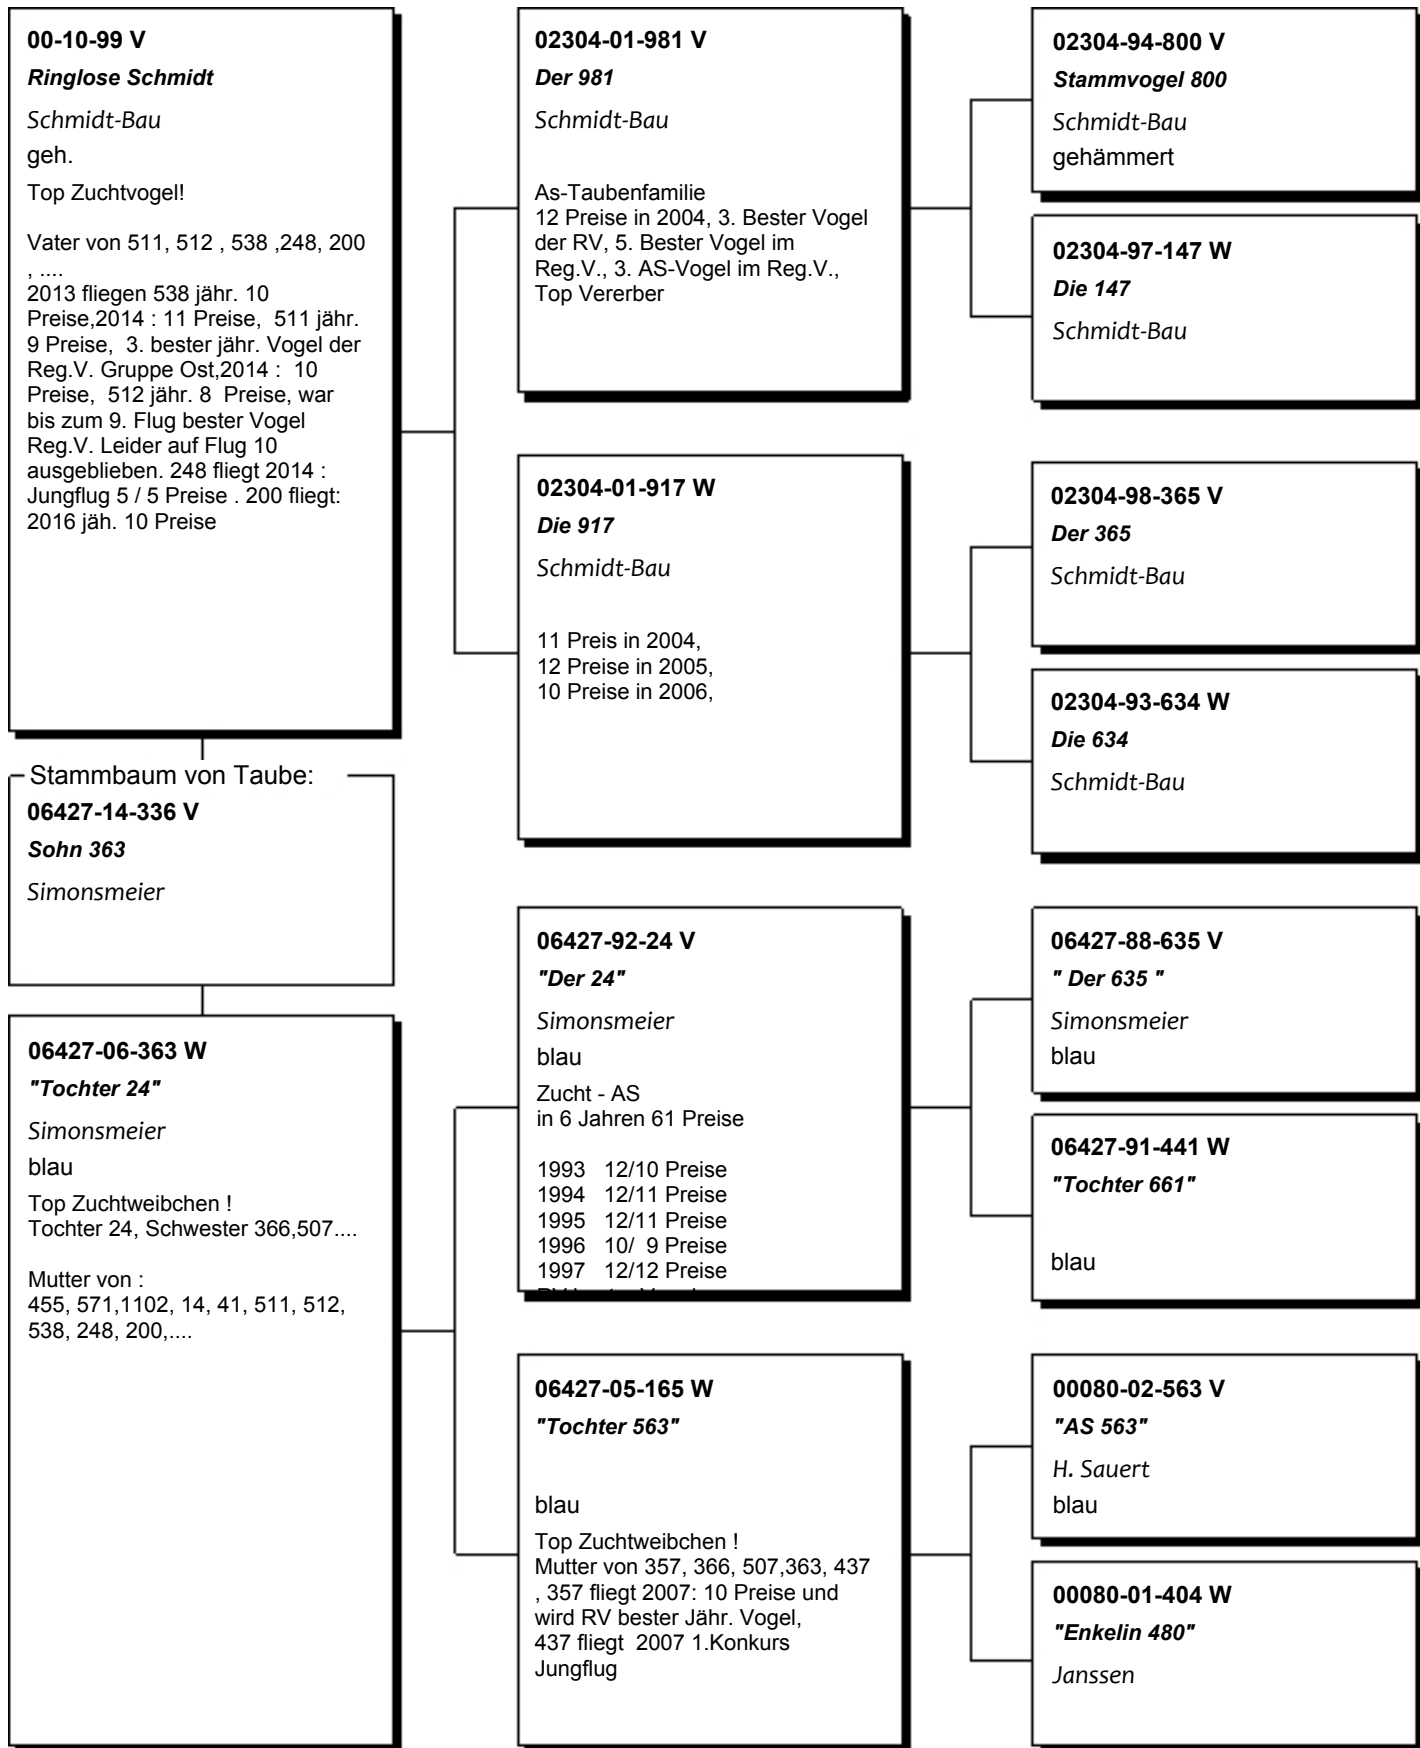 00-10-99 V
Ringlose Schmidt
Schmidt-Bau
geh.
Top Zuchtvogel!
Vater von 511, 512 , 538 ,248, 200
, ....
2013 fliegen 538 jähr. 10
Preise,2014 : 11 Preise,  511 jähr.
9 Preise,  3. bester jähr. Vogel der
Reg.V. Gruppe Ost,2014 :  10
Preise,  512 jähr. 8  Preise, war
bis zum 9. Flug bester Vogel
Reg.V. Leider auf Flug 10
ausgeblieben. 248 fliegt 2014 :
Jungflug 5 / 5 Preise . 200 fliegt:
2016 jäh. 10 Preise
Stammbaum von Taube:
06427-14-336 V
Sohn 363
Simonsmeier
06427-06-363 W
"Tochter 24"
Simonsmeier
blau
Top Zuchtweibchen !
Tochter 24, Schwester 366,507....
Mutter von :
455, 571,1102, 14, 41, 511, 512,
538, 248, 200,....
02304-01-981 V
Der 981
Schmidt-Bau
As-Taubenfamilie
12 Preise in 2004, 3. Bester Vogel
der RV, 5. Bester Vogel im
Reg.V., 3. AS-Vogel im Reg.V.,
Top Vererber
02304-01-917 W
Die 917
Schmidt-Bau
11 Preis in 2004,
12 Preise in 2005,
10 Preise in 2006,
06427-92-24 V
"Der 24"
Simonsmeier
blau
Zucht - AS
in 6 Jahren 61 Preise
1993   12/10 Preise
1994   12/11 Preise
1995   12/11 Preise
1996   10/  9 Preise
1997   12/12 Preise
06427-05-165 W
"Tochter 563"
blau
Top Zuchtweibchen !
Mutter von 357, 366, 507,363, 437
, 357 fliegt 2007: 10 Preise und
wird RV bester Jähr. Vogel,
437 fliegt  2007 1.Konkurs
Jungflug
02304-94-800 V
Stammvogel 800
Schmidt-Bau
gehämmert
02304-97-147 W
Die 147
Schmidt-Bau
02304-98-365 V
Der 365
Schmidt-Bau
02304-93-634 W
Die 634
Schmidt-Bau
06427-88-635 V
" Der 635 "
Simonsmeier
blau
06427-91-441 W
"Tochter 661"
blau
00080-02-563 V
"AS 563"
H. Sauert
blau
00080-01-404 W
"Enkelin 480"
Janssen